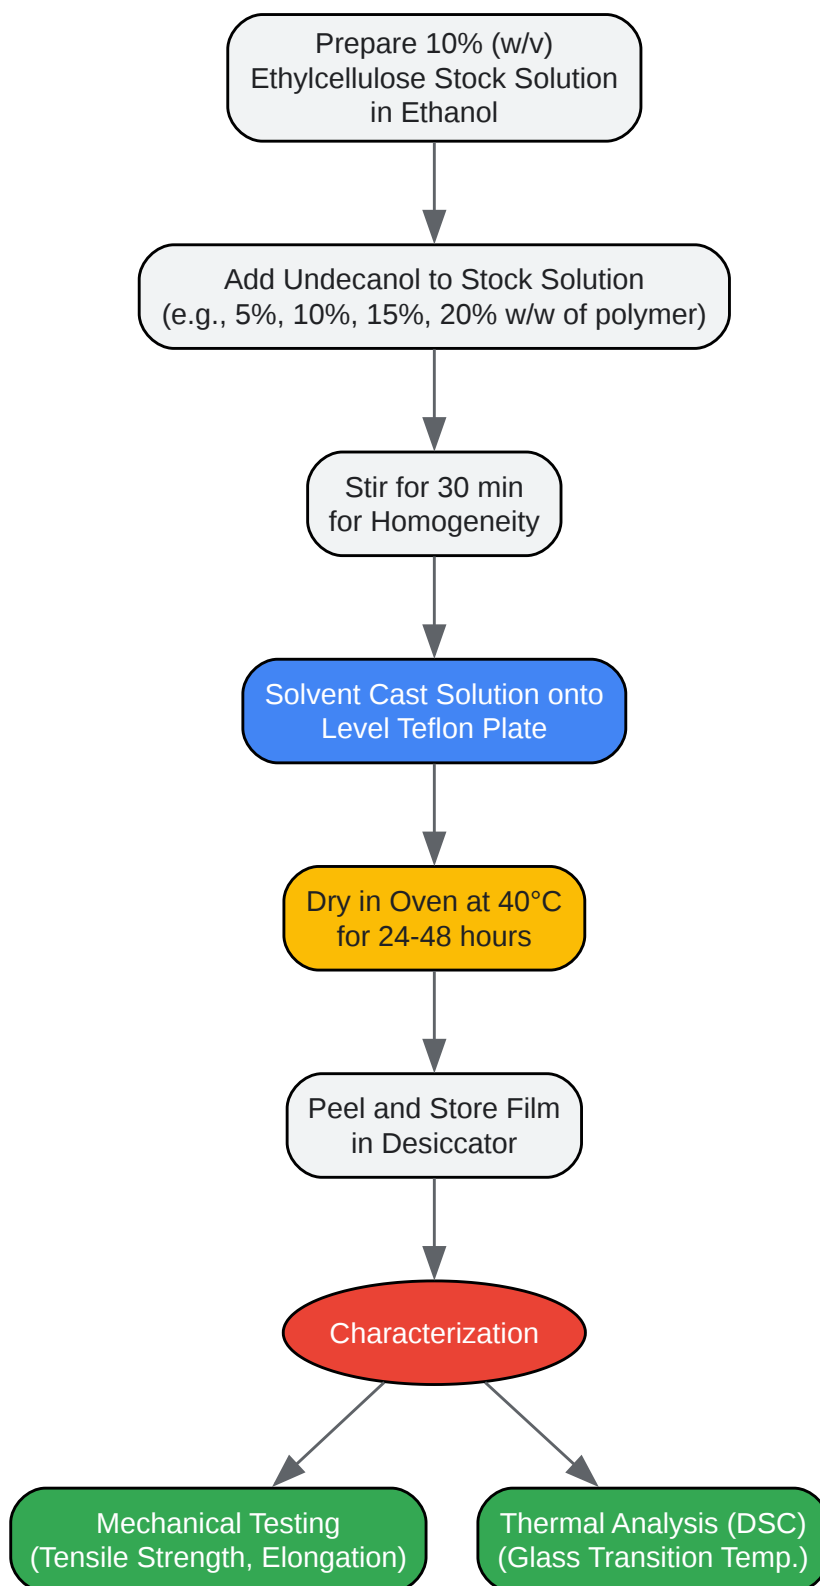 Prepare 10% (w/v)
Ethylcellulose Stock Solution
in Ethanol
Add Undecanol to Stock Solution
(e.g., 5%, 10%, 15%, 20% w/w of polymer)
Stir for 30 min
for Homogeneity
Solvent Cast Solution onto
Level Teflon Plate
Dry in Oven at 40°C
for 24-48 hours
Peel and Store Film
in Desiccator
Characterization
Mechanical Testing
(Tensile Strength, Elongation)
Thermal Analysis (DSC)
(Glass Transition Temp.)